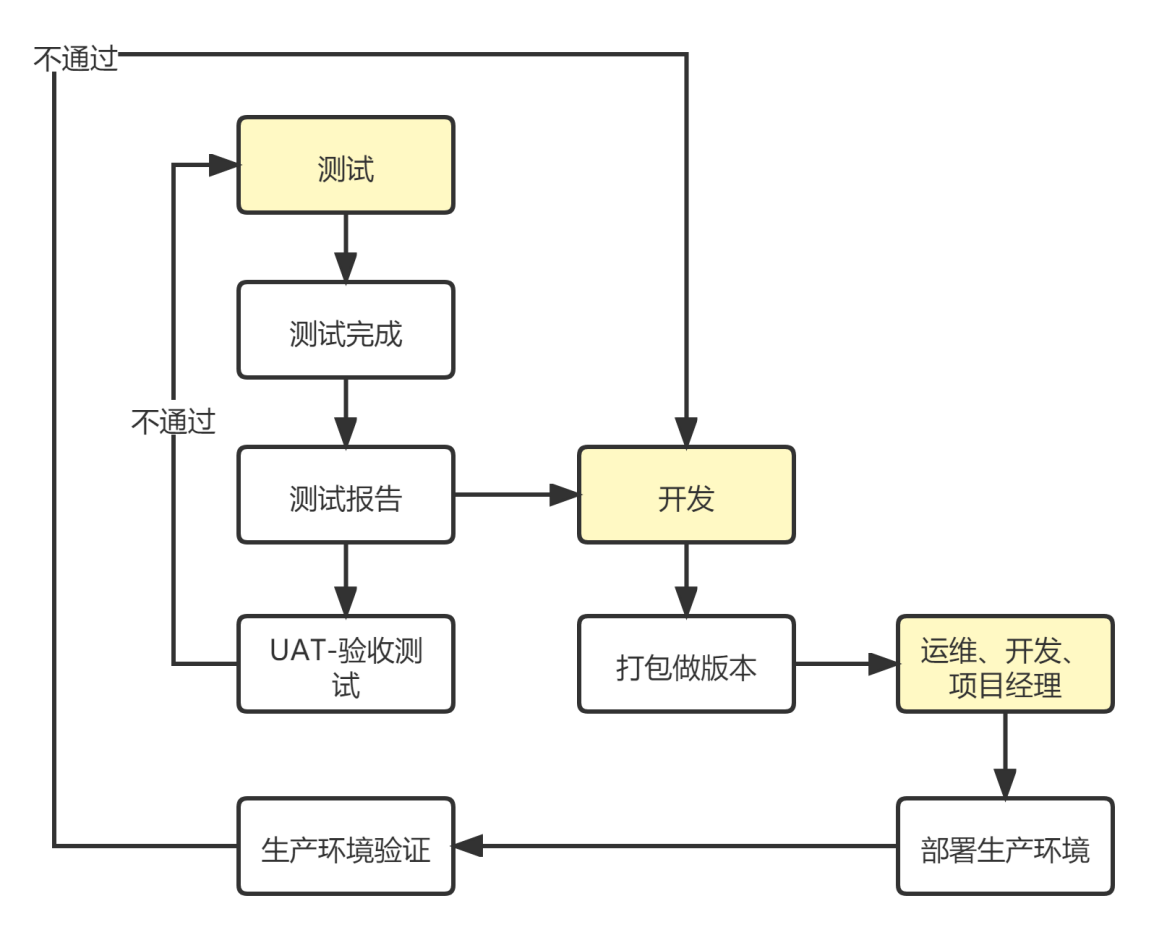 不通过
测试
测试完成
不通过
测试报告
开发
UAT-验收测
试
打包做版本
运维、开发、
项目经理
生产环境验证
部署生产环境